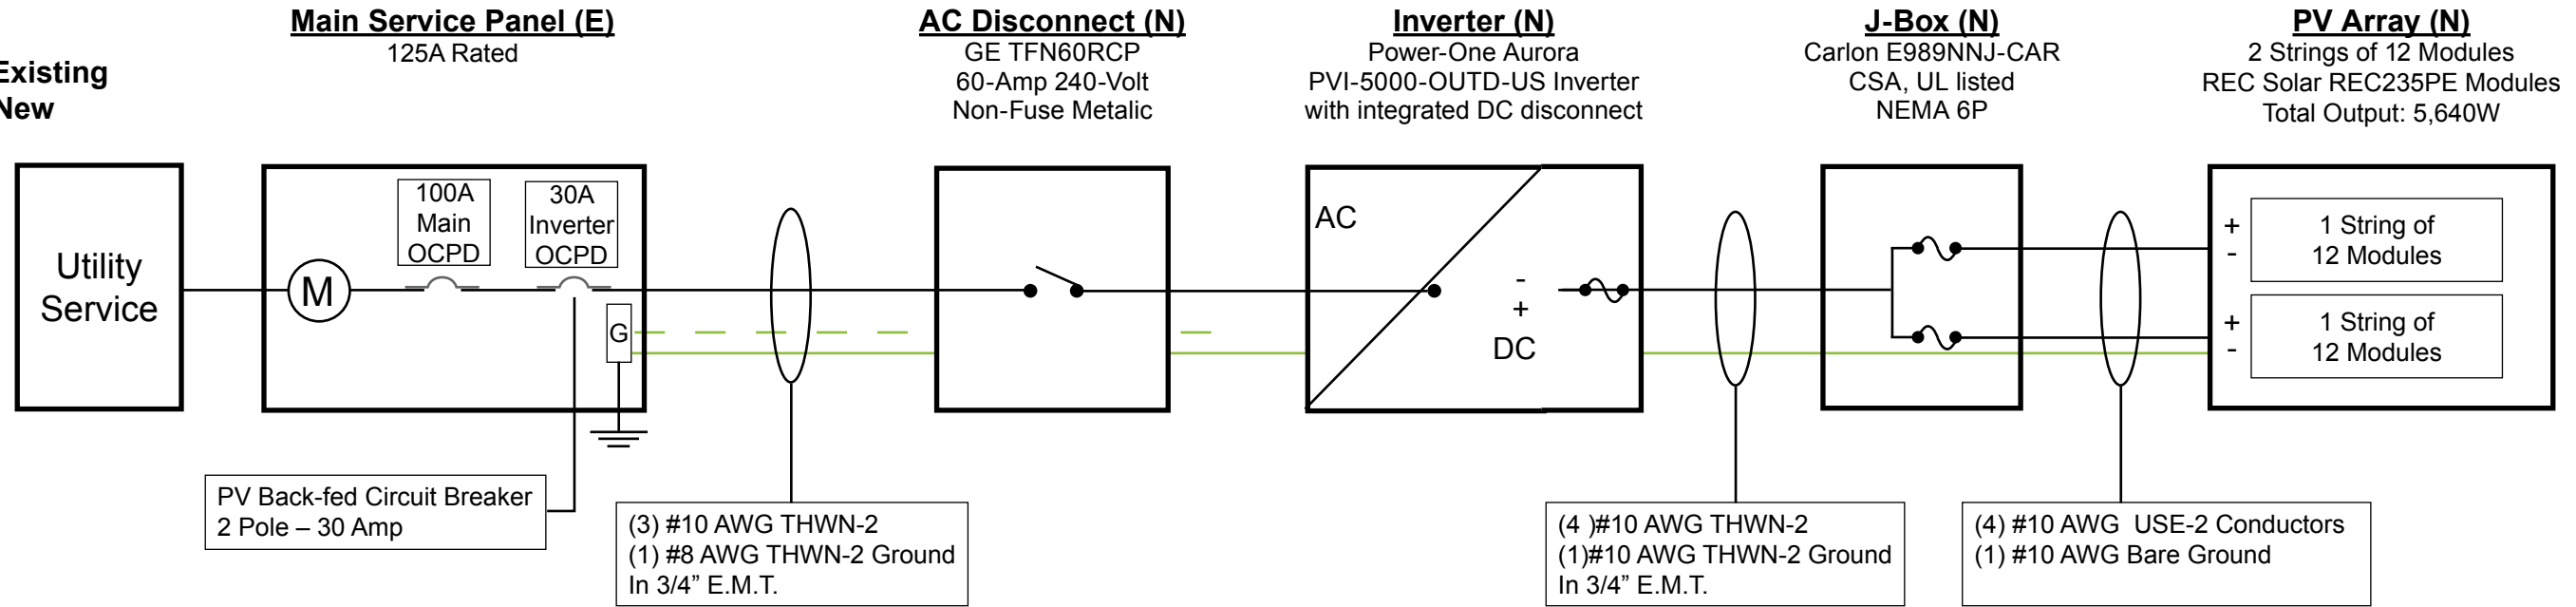 Existing
New
Main Service Panel (E)
125A Rated
AC Disconnect (N)
GE TFN60RCP
60-Amp 240-Volt
Non-Fuse Metalic
Inverter (N)
Power-One Aurora
PVI-5000-OUTD-US Inverter
with integrated DC disconnect
J-Box (N)
Carlon E989NNJ-CAR
CSA, UL listed
NEMA 6P
PV Array (N)
2 Strings of 12 Modules
REC Solar REC235PE Modules
Total Output: 5,640W
Utility
Service
M
100A
Main
OCPD
30A
Inverter
OCPD
G
AC
-
+
DC
+
-
1 String of
12 Modules
+
-
1 String of
12 Modules
PV Back-fed Circuit Breaker
2 Pole – 30 Amp
(3) #10 AWG THWN-2
(1) #8 AWG THWN-2 Ground
In 3/4” E.M.T.
(4 )#10 AWG THWN-2
(1)#10 AWG THWN-2 Ground
In 3/4” E.M.T.
(4) #10 AWG  USE-2 Conductors
(1) #10 AWG Bare Ground